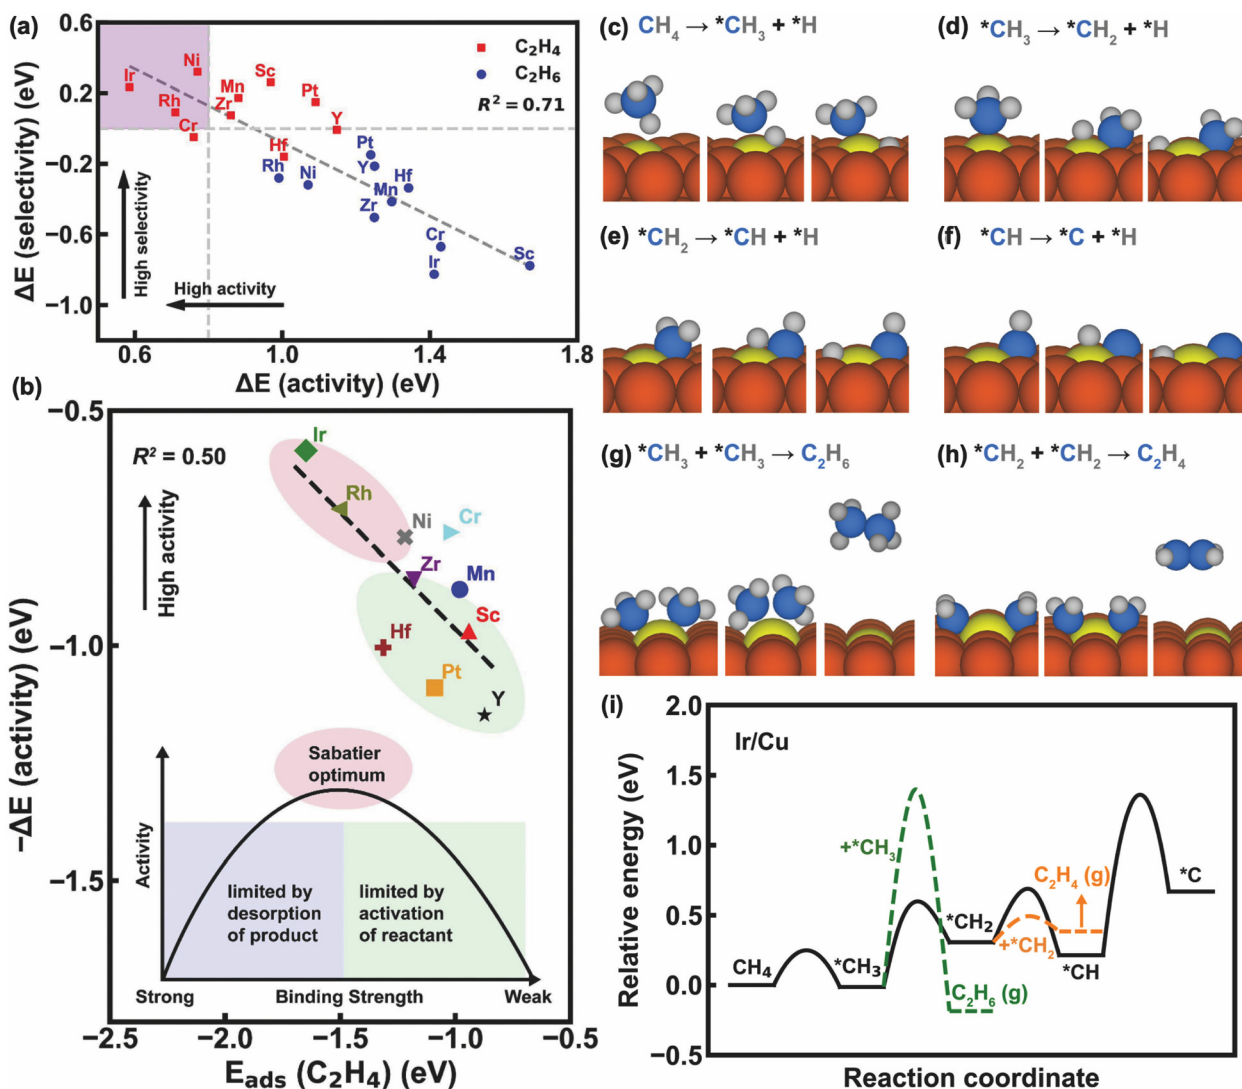 (a)
0.6
0.2
−0.2
−0.6
−1.0
ΔE (selectivity) (eV)
C₂H₄
C₂H₆
R² = 0.71
Ir
Ni
Rh
Cr
Mn
Zr
Sc
Pt
Y
Hf
Rh
Ni
Pt
Y
Hf
Mn
Zr
Cr
Ir
Sc
High selectivity
High activity
0.6
1.0
1.4
1.8
ΔE (activity) (eV)
(b)
−0.5
−1.0
−1.5
−ΔE (activity) (eV)
R² = 0.50
High activity
Ir
Rh
Ni
Cr
Zr
Mn
Sc
Hf
Pt
Y
Sabatier
optimum
Activity
limited by
desorption
of product
limited by
activation
of reactant
Strong
Binding Strength
Weak
−2.5
−2.0
−1.5
−1.0
−0.5
E_ads (C₂H₄) (eV)
(c) CH₄ → *CH₃ + *H
(d) *CH₃ → *CH₂ + *H
(e) *CH₂ → *CH + *H
(f) *CH → *C + *H
(g) *CH₃ + *CH₃ → C₂H₆
(h) *CH₂ + *CH₂ → C₂H₄
(i)
2.0
1.5
1.0
0.5
0.0
−0.5
Relative energy (eV)
Ir/Cu
CH₄
*CH₃
+*CH₃
*CH₂
C₂H₆ (g)
+*CH₂
C₂H₄ (g)
*CH
*C
Reaction coordinate